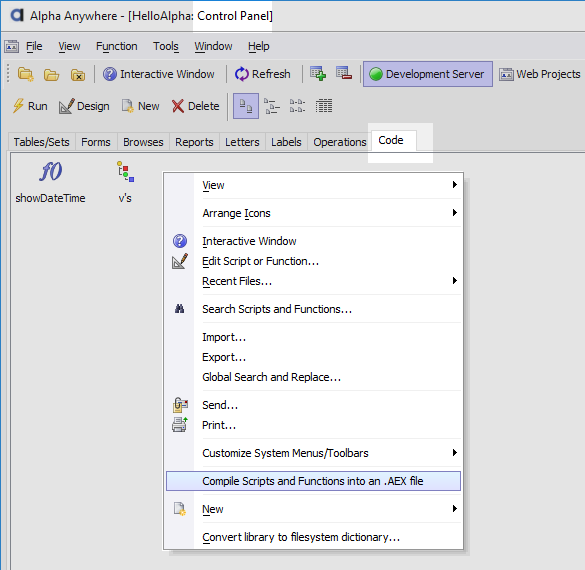 Alpha Anywhere - [HelloAlpha: Control Panel]
File View Function Tools Window Help
Interactive Window Refresh Development Server Web Projects
Run Design New Delete
Tables/Sets Forms Browses Reports Letters Labels Operations Code
f()
showDateTime v's
View
Arrange Icons
Interactive Window
Edit Script or Function...
Recent Files...
Search Scripts and Functions...
Import...
Export...
Global Search and Replace...
Send...
Print...
Customize System Menus/Toolbars
Compile Scripts and Functions into an .AEX file
New
Convert library to filesystem dictionary...